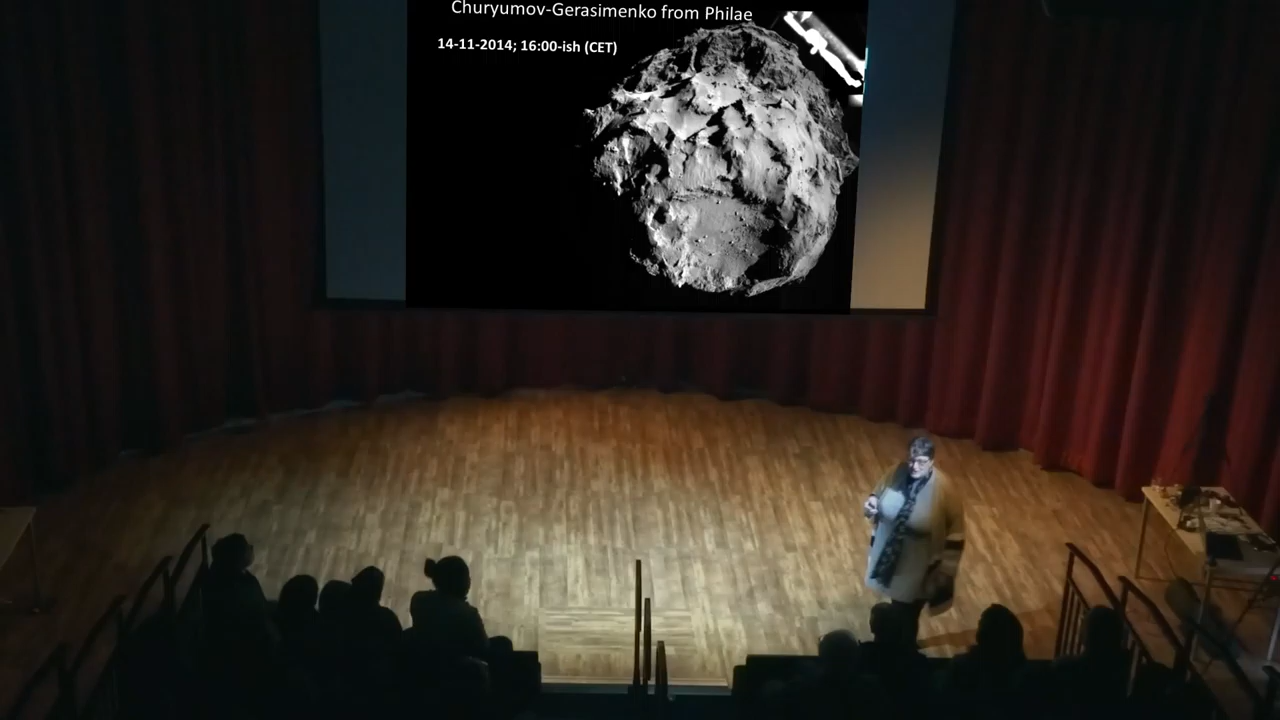 Churyumov-Gerasimenko from Philae
14-11-2014; 16:00-ish (CET)